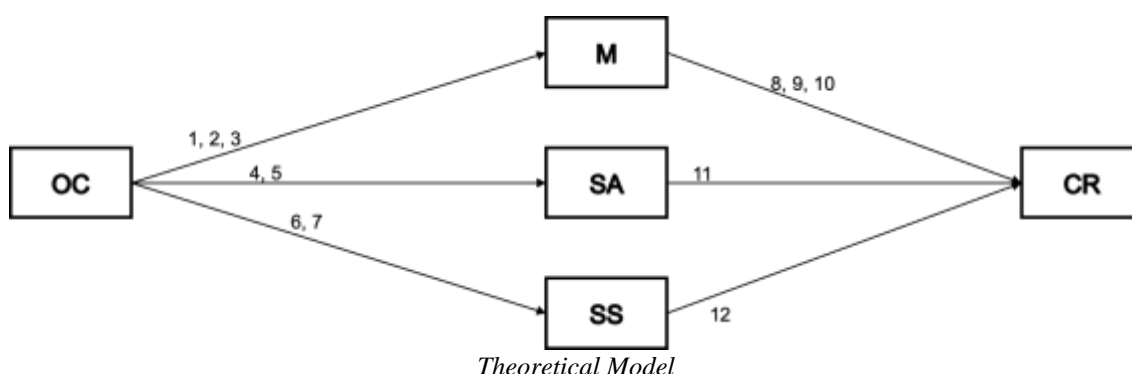 M
8, 9, 10
1, 2, 3
OC
4, 5
SA
11
CR
6, 7
SS
12
Theoretical Model